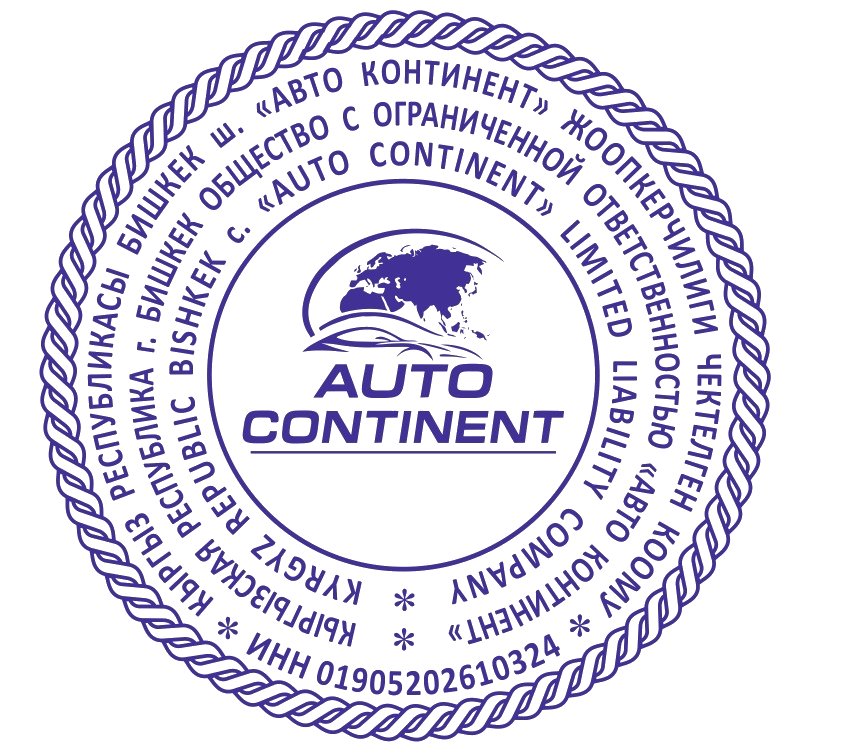 КЫРГЫЗ РЕСПУБЛИКАСЫ БИШКЕК ш. «АВТО КОНТИНЕНТ» ЖООПКЕРЧИЛИГИ ЧЕКТЕЛГЕН КООМУ
* ИНН 01905202610324 *
КЫРГЫЗСКАЯ РЕСПУБЛИКА г. БИШКЕК ОБЩЕСТВО С ОГРАНИЧЕННОЙ ОТВЕТСТВЕННОСТЬЮ «АВТО КОНТИНЕНТ» *
KYRGYZ REPUBLIC BISHKEK c. «AUTO CONTINENT» LIMITED LIABILITY COMPANY *
AUTO
CONTINENT